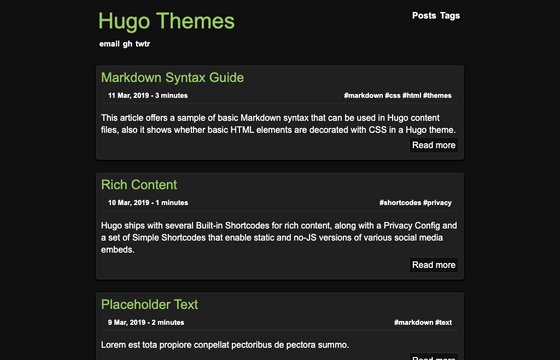 Hugo Themes
Posts Tags
email gh twtr
Markdown Syntax Guide
11 Mar, 2019 - 3 minutes
#markdown #css #html #themes
This article offers a sample of basic Markdown syntax that can be used in Hugo content
files, also it shows whether basic HTML elements are decorated with CSS in a Hugo theme.
Read more
Rich Content
10 Mar, 2019 - 1 minutes
#shortcodes #privacy
Hugo ships with several Built-in Shortcodes for rich content, along with a Privacy Config and
a set of Simple Shortcodes that enable static and no-JS versions of various social media
embeds.
Read more
Placeholder Text
9 Mar, 2019 - 2 minutes
#markdown #text
Lorem est tota propiore conpellat pectoribus de pectora summo.
Read more